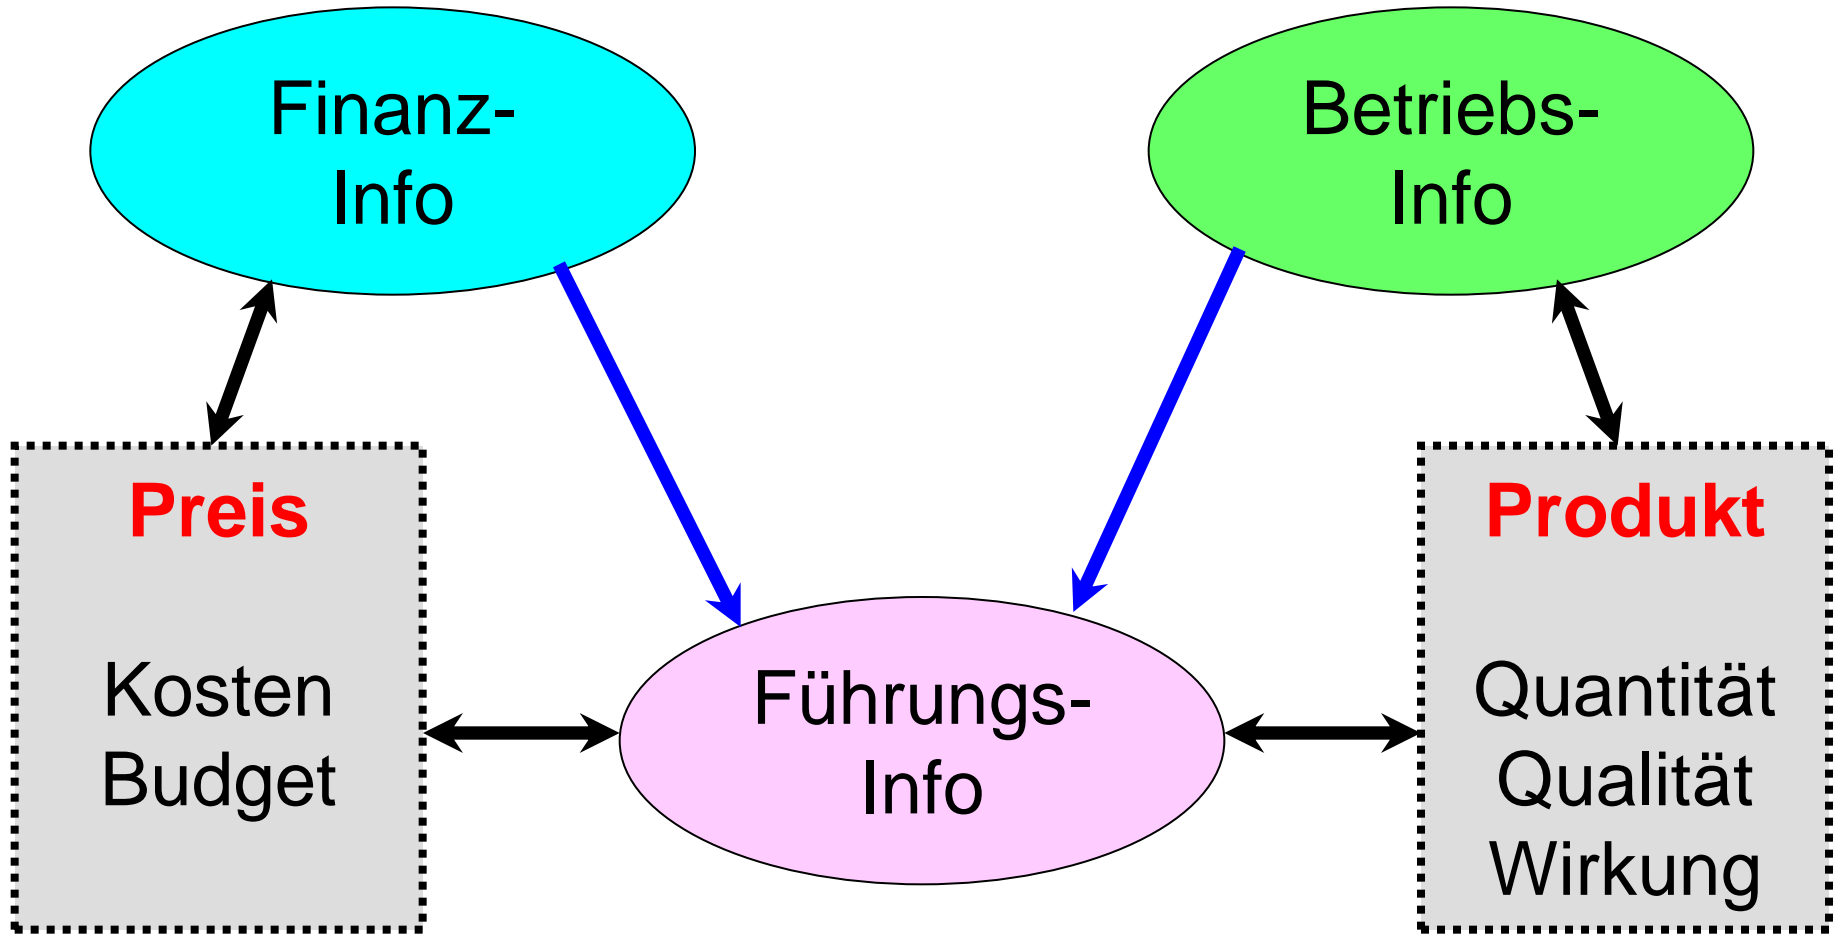 Finanz-
Info
Betriebs-
Info
Preis
Kosten
Budget
Führungs-
Info
Produkt
Quantität
Qualität
Wirkung